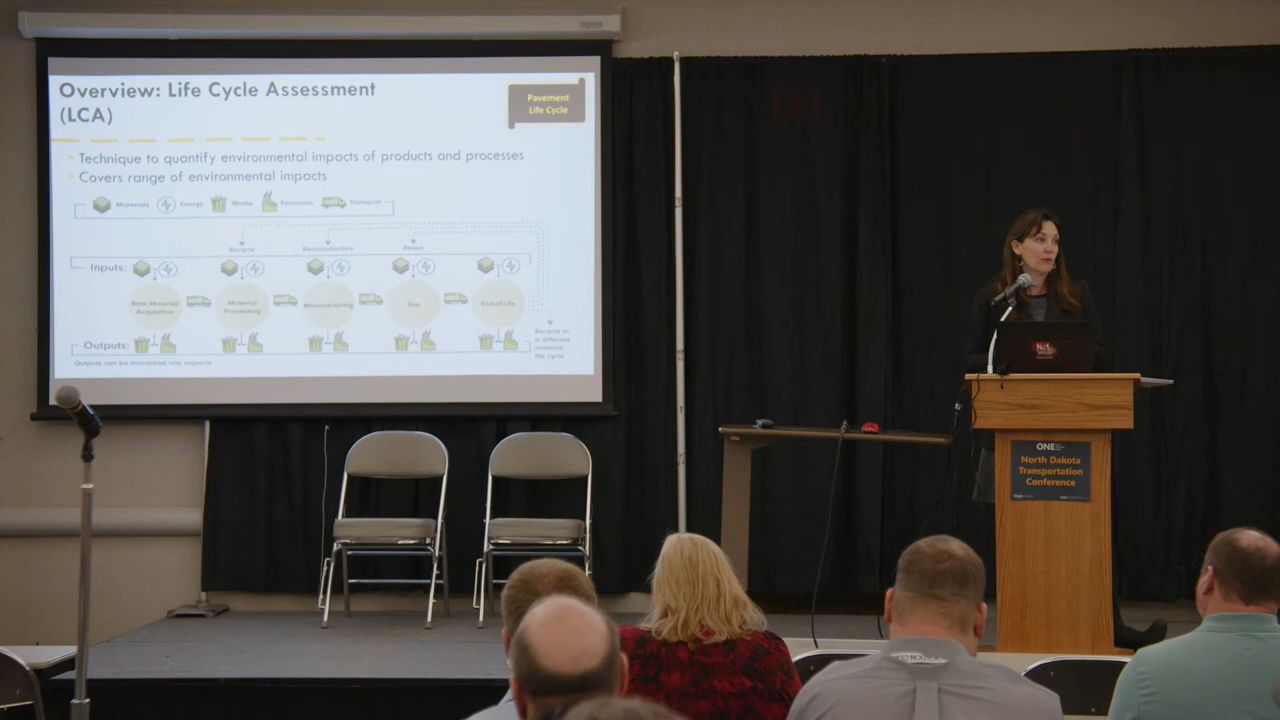 Overview: Life Cycle Assessment
(LCA)
Pavement
Life Cycle
Technique to quantify environmental impacts of products and processes
Covers range of environmental impacts
Materials Energy Waste Emissions Transport
Recycle Remanufacture Reuse
Inputs:
Raw Material
Acquisition
Material
Processing
Manufacturing
Use
End of Life
Outputs:
Recycle in
a different
material
life cycle
Outputs can be translated into impacts
ONE
North Dakota
Transportation
Conference